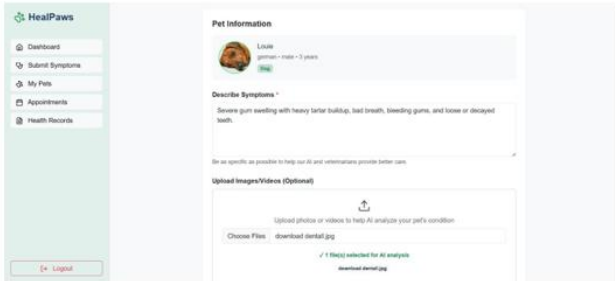 HealPaws
Dashboard
Submit Symptoms
My Pets
Appointments
Health Records
Logout
Pet Information
Louie
german • male • 3 years
Dog
Describe Symptoms *
Severe gum swelling with heavy tartar buildup, bad breath, bleeding gums, and loose or decayed
teeth.
Be as specific as possible to help our AI and veterinarians provide better care.
Upload Images/Videos (Optional)
Upload photos or videos to help AI analyze your pet's condition
Choose Files download dental.jpg
✓ 1 file(s) selected for AI analysis
download dental.jpg